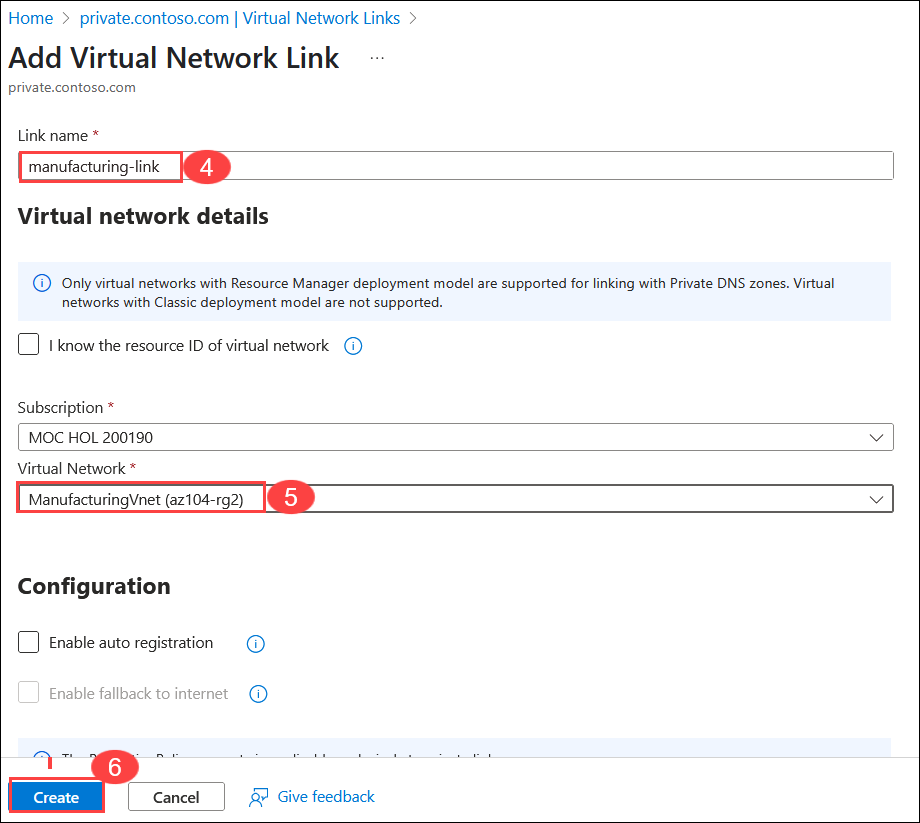 Home > private.contoso.com | Virtual Network Links >
Add Virtual Network Link ...
private.contoso.com
Link name *
manufacturing-link 4
Virtual network details
Only virtual networks with Resource Manager deployment model are supported for linking with Private DNS zones. Virtual
networks with Classic deployment model are not supported.
I know the resource ID of virtual network
Subscription *
MOC HOL 200190
Virtual Network *
ManufacturingVnet (az104-rg2) 5
Configuration
Enable auto registration
Enable fallback to internet
6
Create Cancel Give feedback